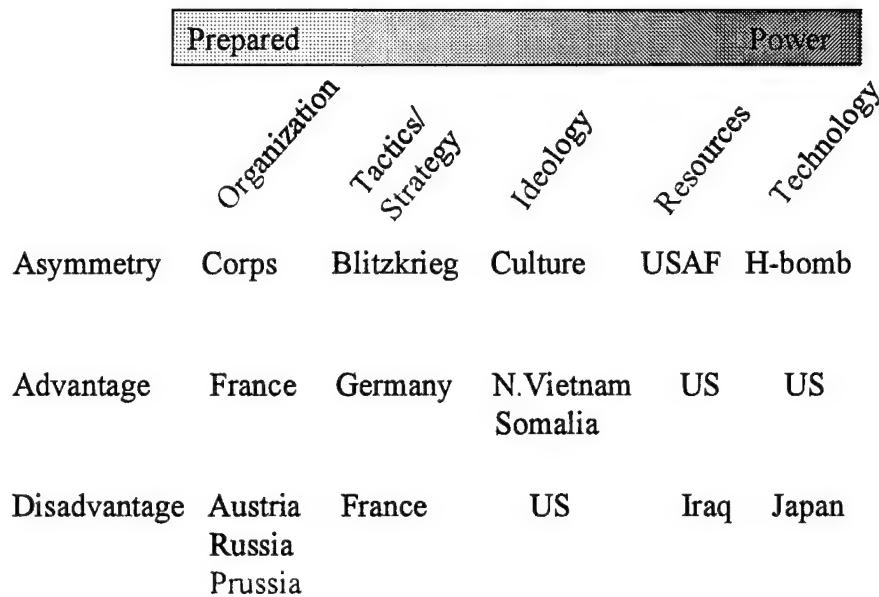 Prepared Power
Organization Tactics/ Strategy Ideology Resources Technology
Asymmetry Corps Blitzkrieg Culture USAF H-bomb
Advantage France Germany N.Vietnam US US
Somalia
Disadvantage Austria France US Iraq Japan
Russia
Prussia